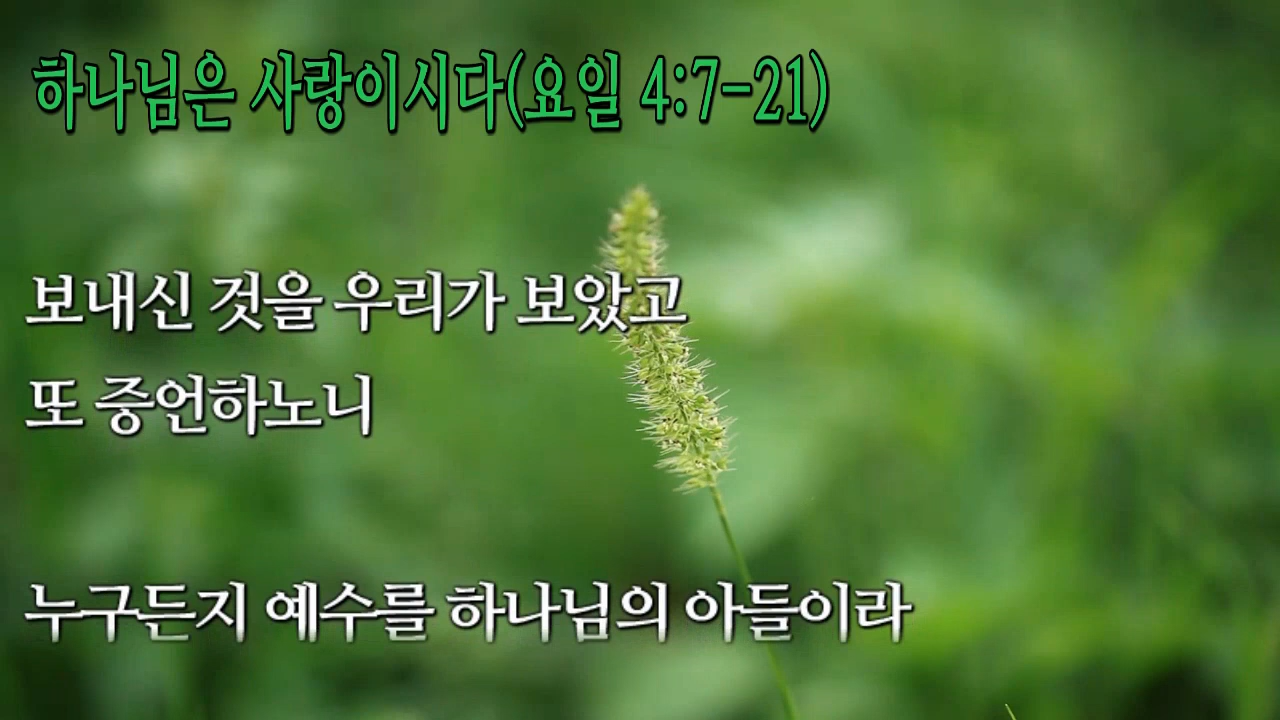 하나님은 사랑이시다(요일 4:7-21)
보내신 것을 우리가 보았고
또 증언하노니
누구든지 예수를 하나님의 아들이라